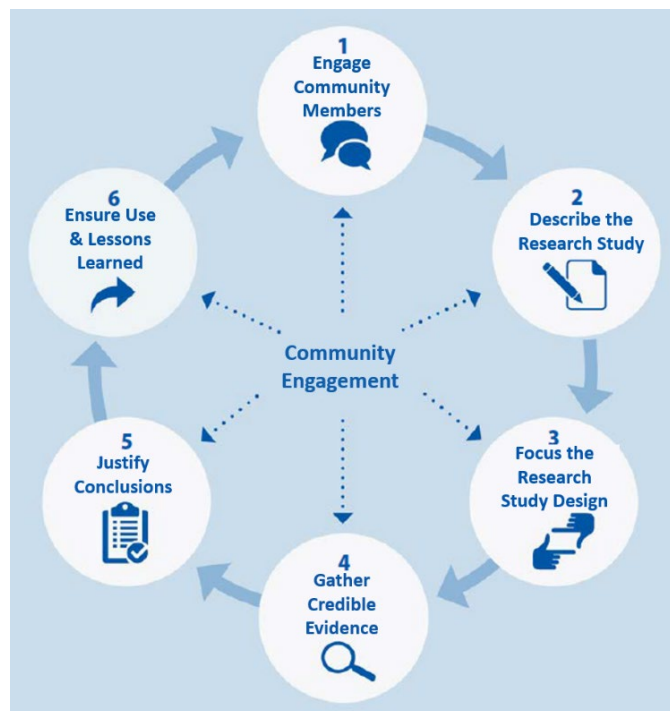 1
Engage
Community
Members
2
Describe the
Research Study
3
Focus the
Research
Study Design
4
Gather
Credible
Evidence
5
Justify
Conclusions
6
Ensure Use
& Lessons
Learned
Community
Engagement